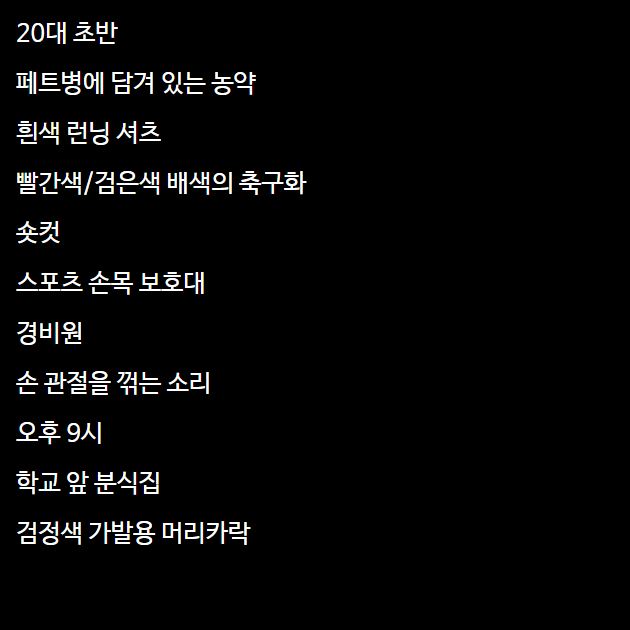 20대 초반
페트병에 담겨 있는 농약
흰색 런닝 셔츠
빨간색/검은색 배색의 축구화
숏컷
스포츠 손목 보호대
경비원
손 관절을 꺾는 소리
오후 9시
학교 앞 분식집
검정색 가발용 머리카락